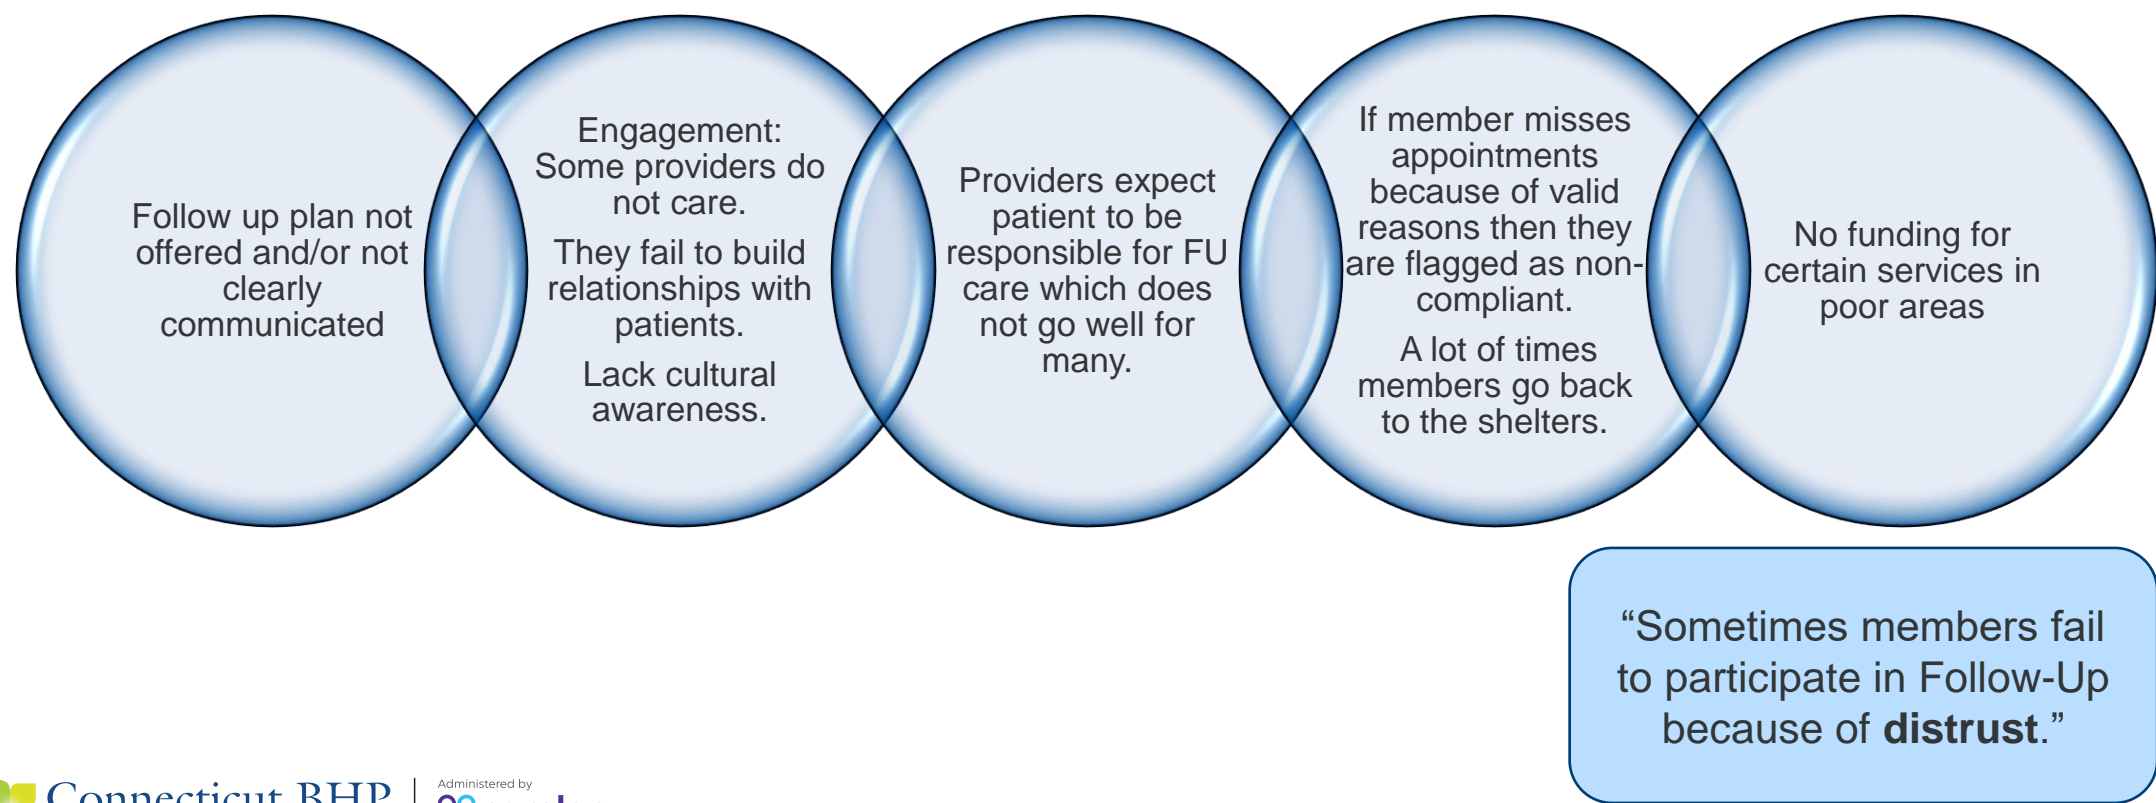 Follow up plan not
offered and/or not
clearly
communicated
Engagement:
Some providers do
not care.
They fail to build
relationships with
patients.
Lack cultural
awareness.
Providers expect
patient to be
responsible for FU
care which does
not go well for
many.
If member misses
appointments
because of valid
reasons then they
are flagged as non-
compliant.
A lot of times
members go back
to the shelters.
No funding for
certain services in
poor areas
“Sometimes members fail
to participate in Follow-Up
because of distrust.”
Connecticut BHP
Administered by